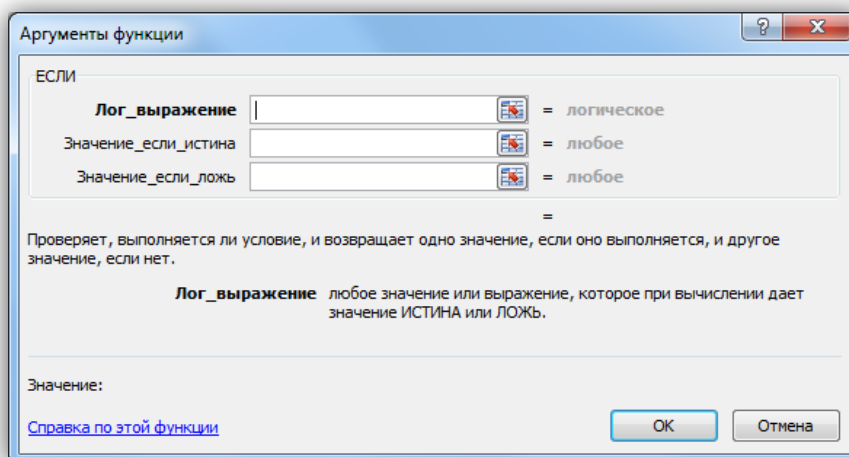 Аргументы функции
?
ЕСЛИ
Лог_выражение = логическое
Значение_если_истина = любое
Значение_если_ложь = любое
=
Проверяет, выполняется ли условие, и возвращает одно значение, если оно выполняется, и другое
значение, если нет.
Лог_выражение любое значение или выражение, которое при вычислении дает
значение ИСТИНА или ЛОЖЬ.
Значение:
Справка по этой функции
ОК
Отмена